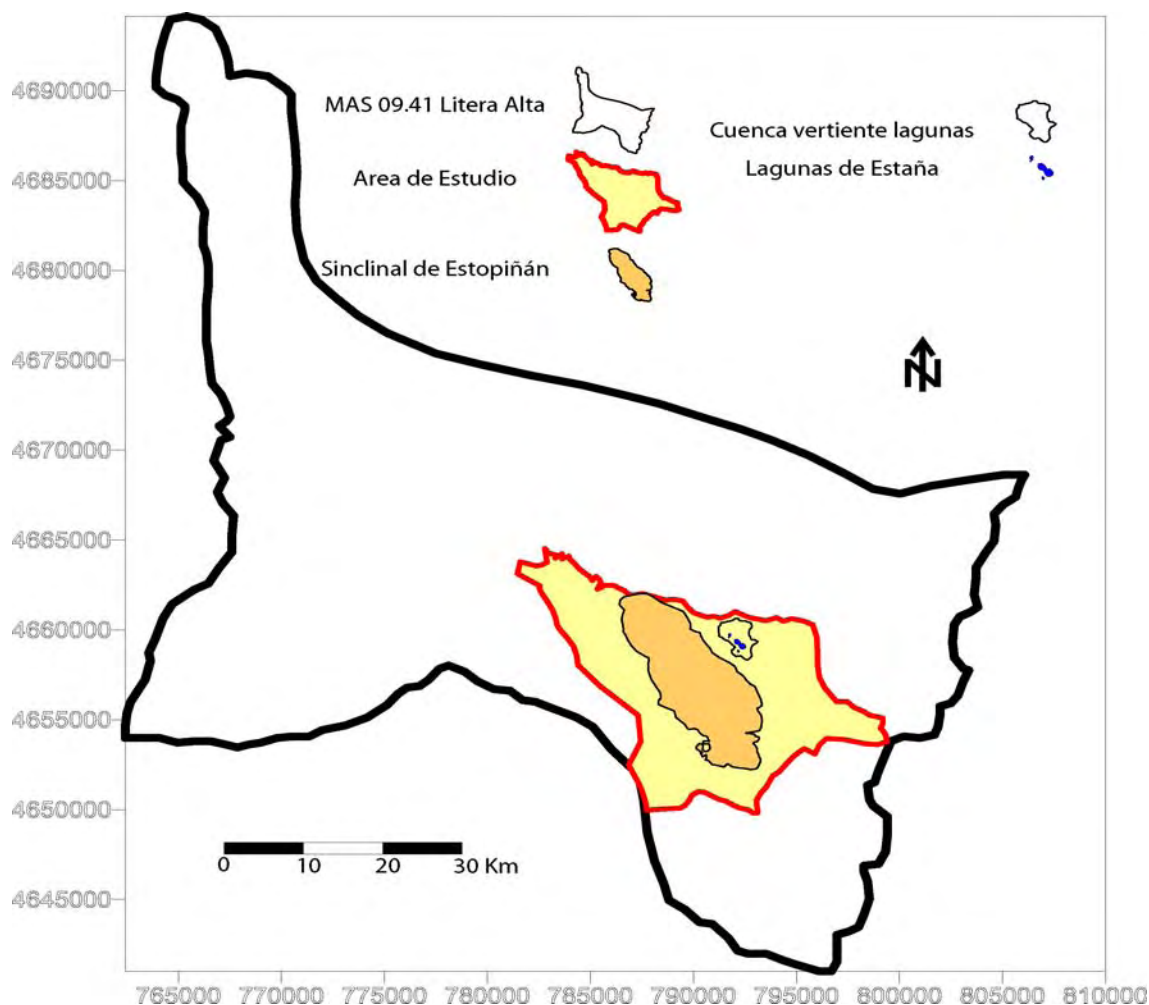 4690000
MAS 09.41 Litera Alta
Cuenca vertiente lagunas
4685000
Area de Estudio
Lagunas de Estaña
4680000
Sinclinal de Estopiñán
4675000
N
4670000
4665000
4660000
4655000
4650000
0 10 20 30 Km
4645000
765000 770000 775000 780000 785000 790000 795000 800000 805000 810000